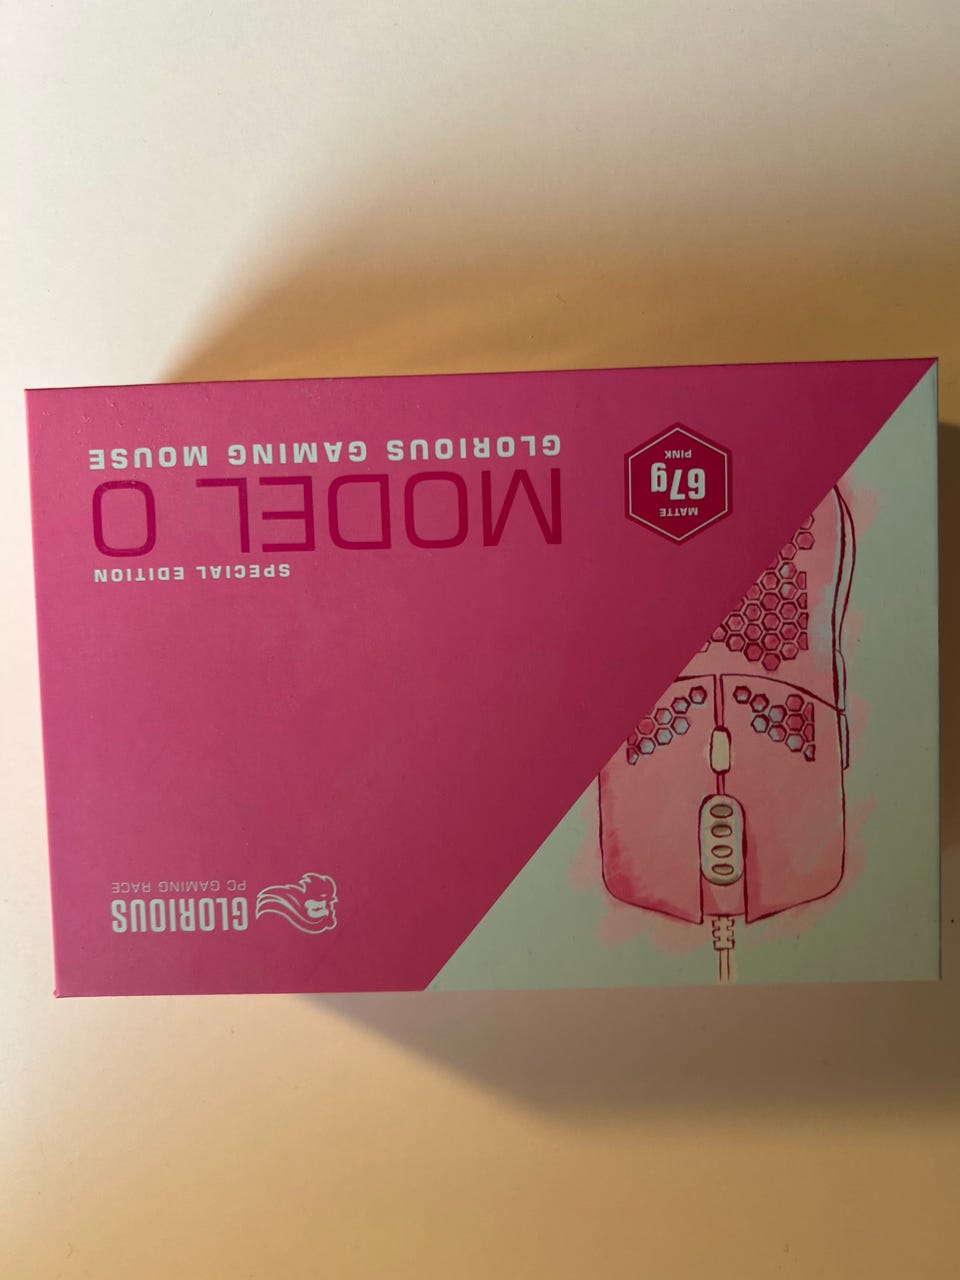 GLORIOUS
PC GAMING RACE
SPECIAL EDITION
MODEL O
GLORIOUS GAMING MOUSE
MATTE
67g
PINK